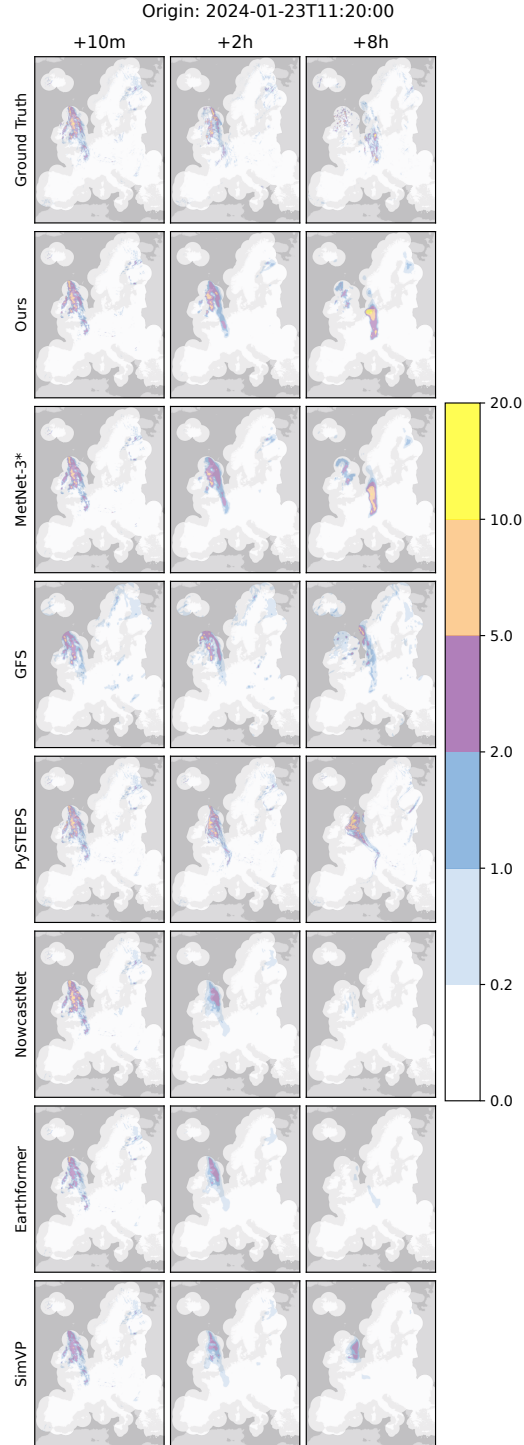 Origin: 2024-01-23T11:20:00
+10m +2h +8h
Ground Truth
Ours
MetNet-3*
GFS
PySTEPS
NowcastNet
Earthformer
SimVP
20.0
10.0
5.0
2.0
1.0
0.2
0.0